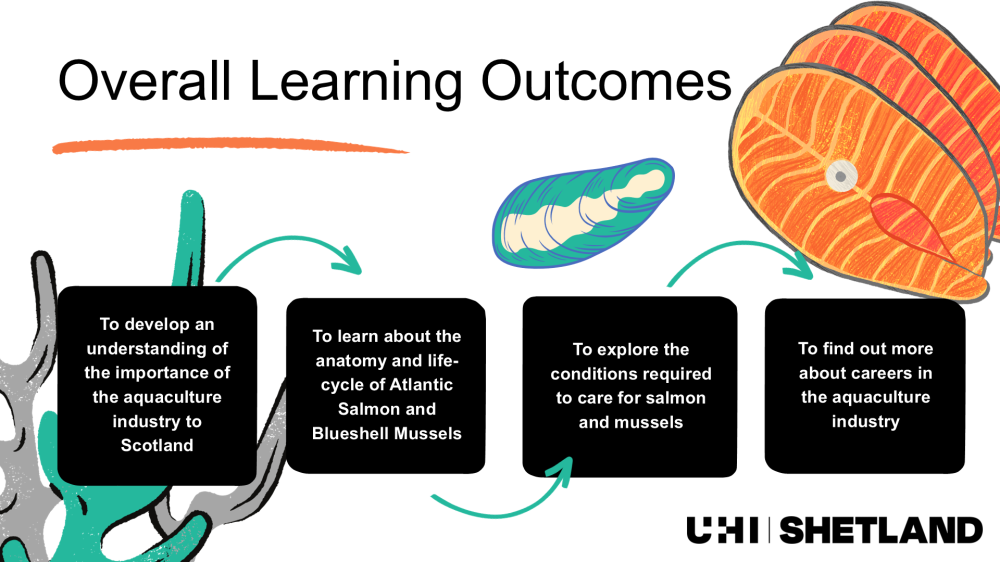 Overall Learning Outcomes
To develop an
understanding of
the importance of
the aquaculture
industry to
Scotland
To learn about the
anatomy and life-
cycle of Atlantic
Salmon and
Blueshell Mussels
To explore the
conditions required
to care for salmon
and mussels
To find out more
about careers in
the aquaculture
industry
UHI | SHETLAND